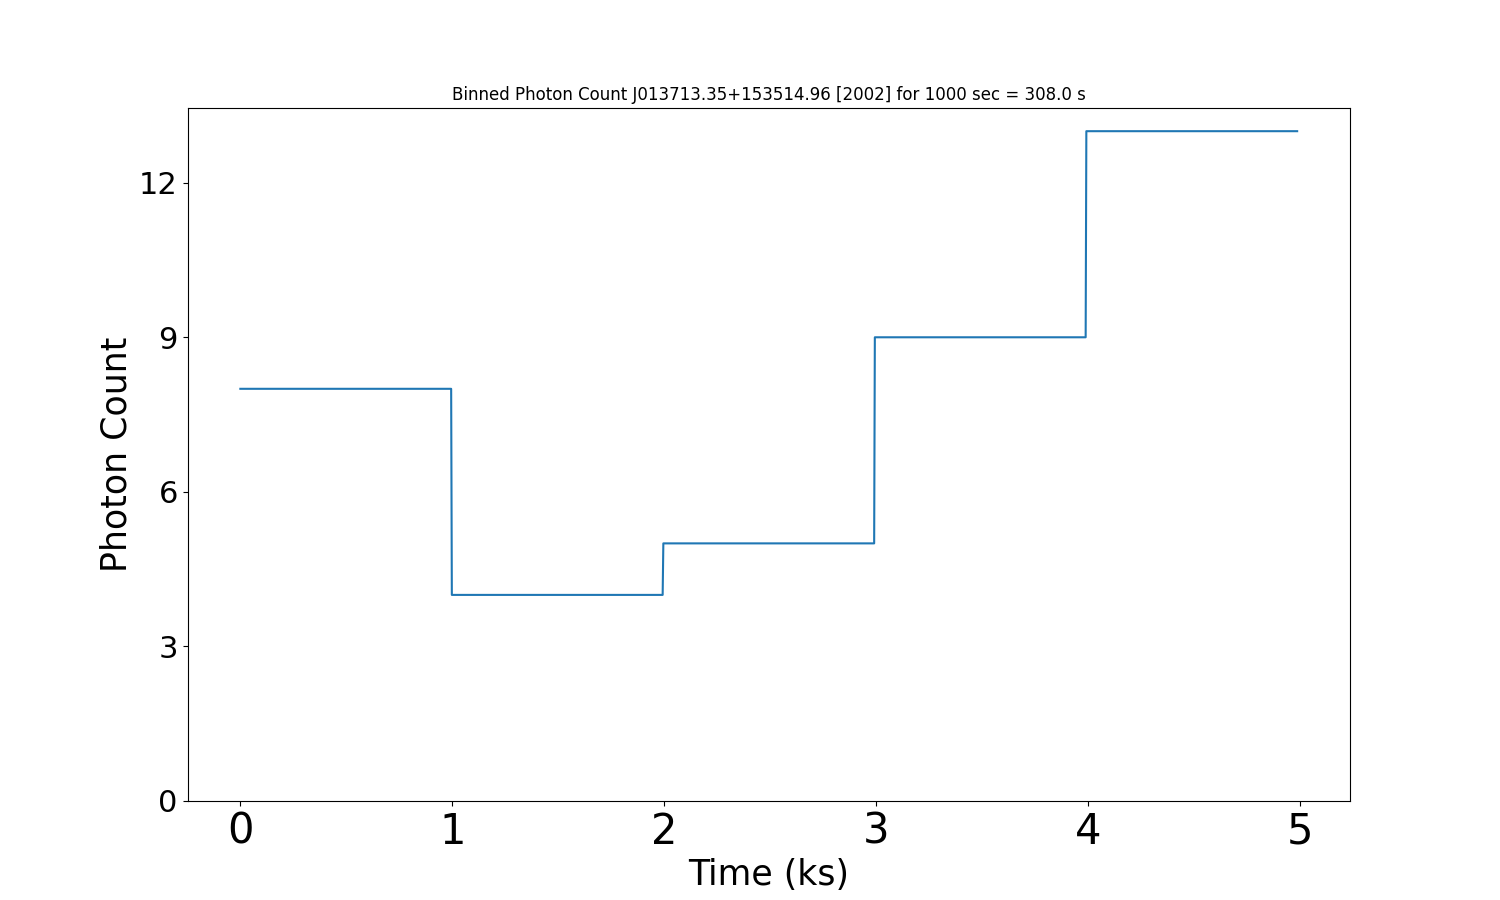 Binned Photon Count J013713.35+153514.96 [2002] for 1000 sec = 308.0 s
12
9
6
3
0
Photon Count
0 1 2 3 4 5
Time (ks)